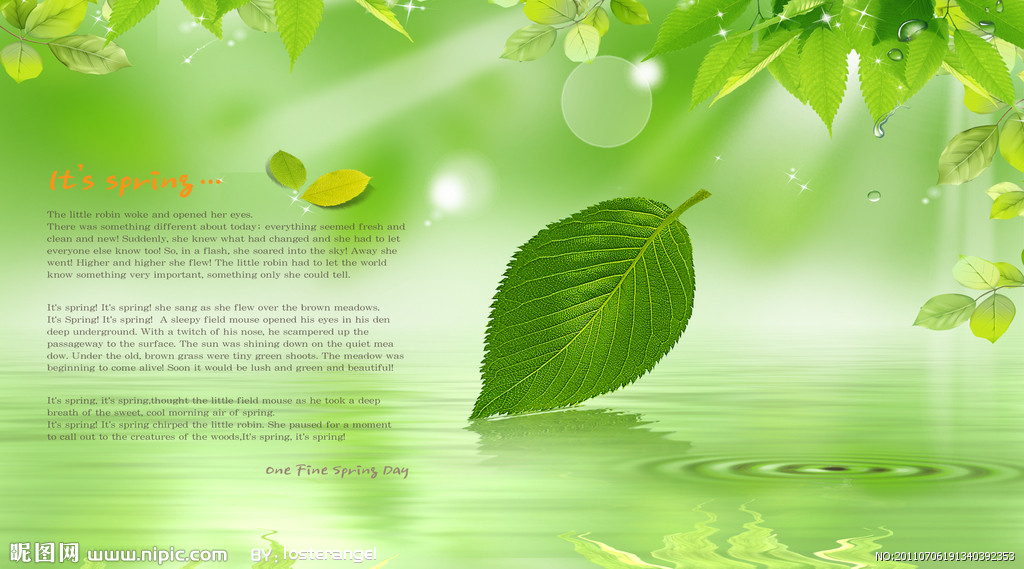 It's spring...
The little robin woke and opened her eyes.
There was something different about today; everything seemed fresh and
clean and new! Suddenly, she knew what had changed and she had to let
everyone else know too! So, in a flash, she soared into the sky! Away she
went! Higher and higher she flew! The little robin had to let the world
know something very important, something only she could tell.
It's spring! It's spring! she sang as she flew over the brown meadows.
It's Spring! It's spring! A sleepy field mouse opened his eyes in his den
deep underground. With a twitch of his nose, he scampered up the
passageway to the surface. The sun was shining down on the quiet mea
dow. Under the old, brown grass were tiny green shoots. The meadow was
beginning to come alive! Soon it would be lush and green and beautiful!
It's spring, it's spring,thought the little field mouse as he took a deep
breath of the sweet, cool morning air of spring.
It's spring! It's spring chirped the little robin. She paused for a moment
to call out to the creatures of the woods,It's spring, it's spring!
One Fine Spring Day
昵图网 www.nipic.com BY: losterangel
NO:20110706191340392353